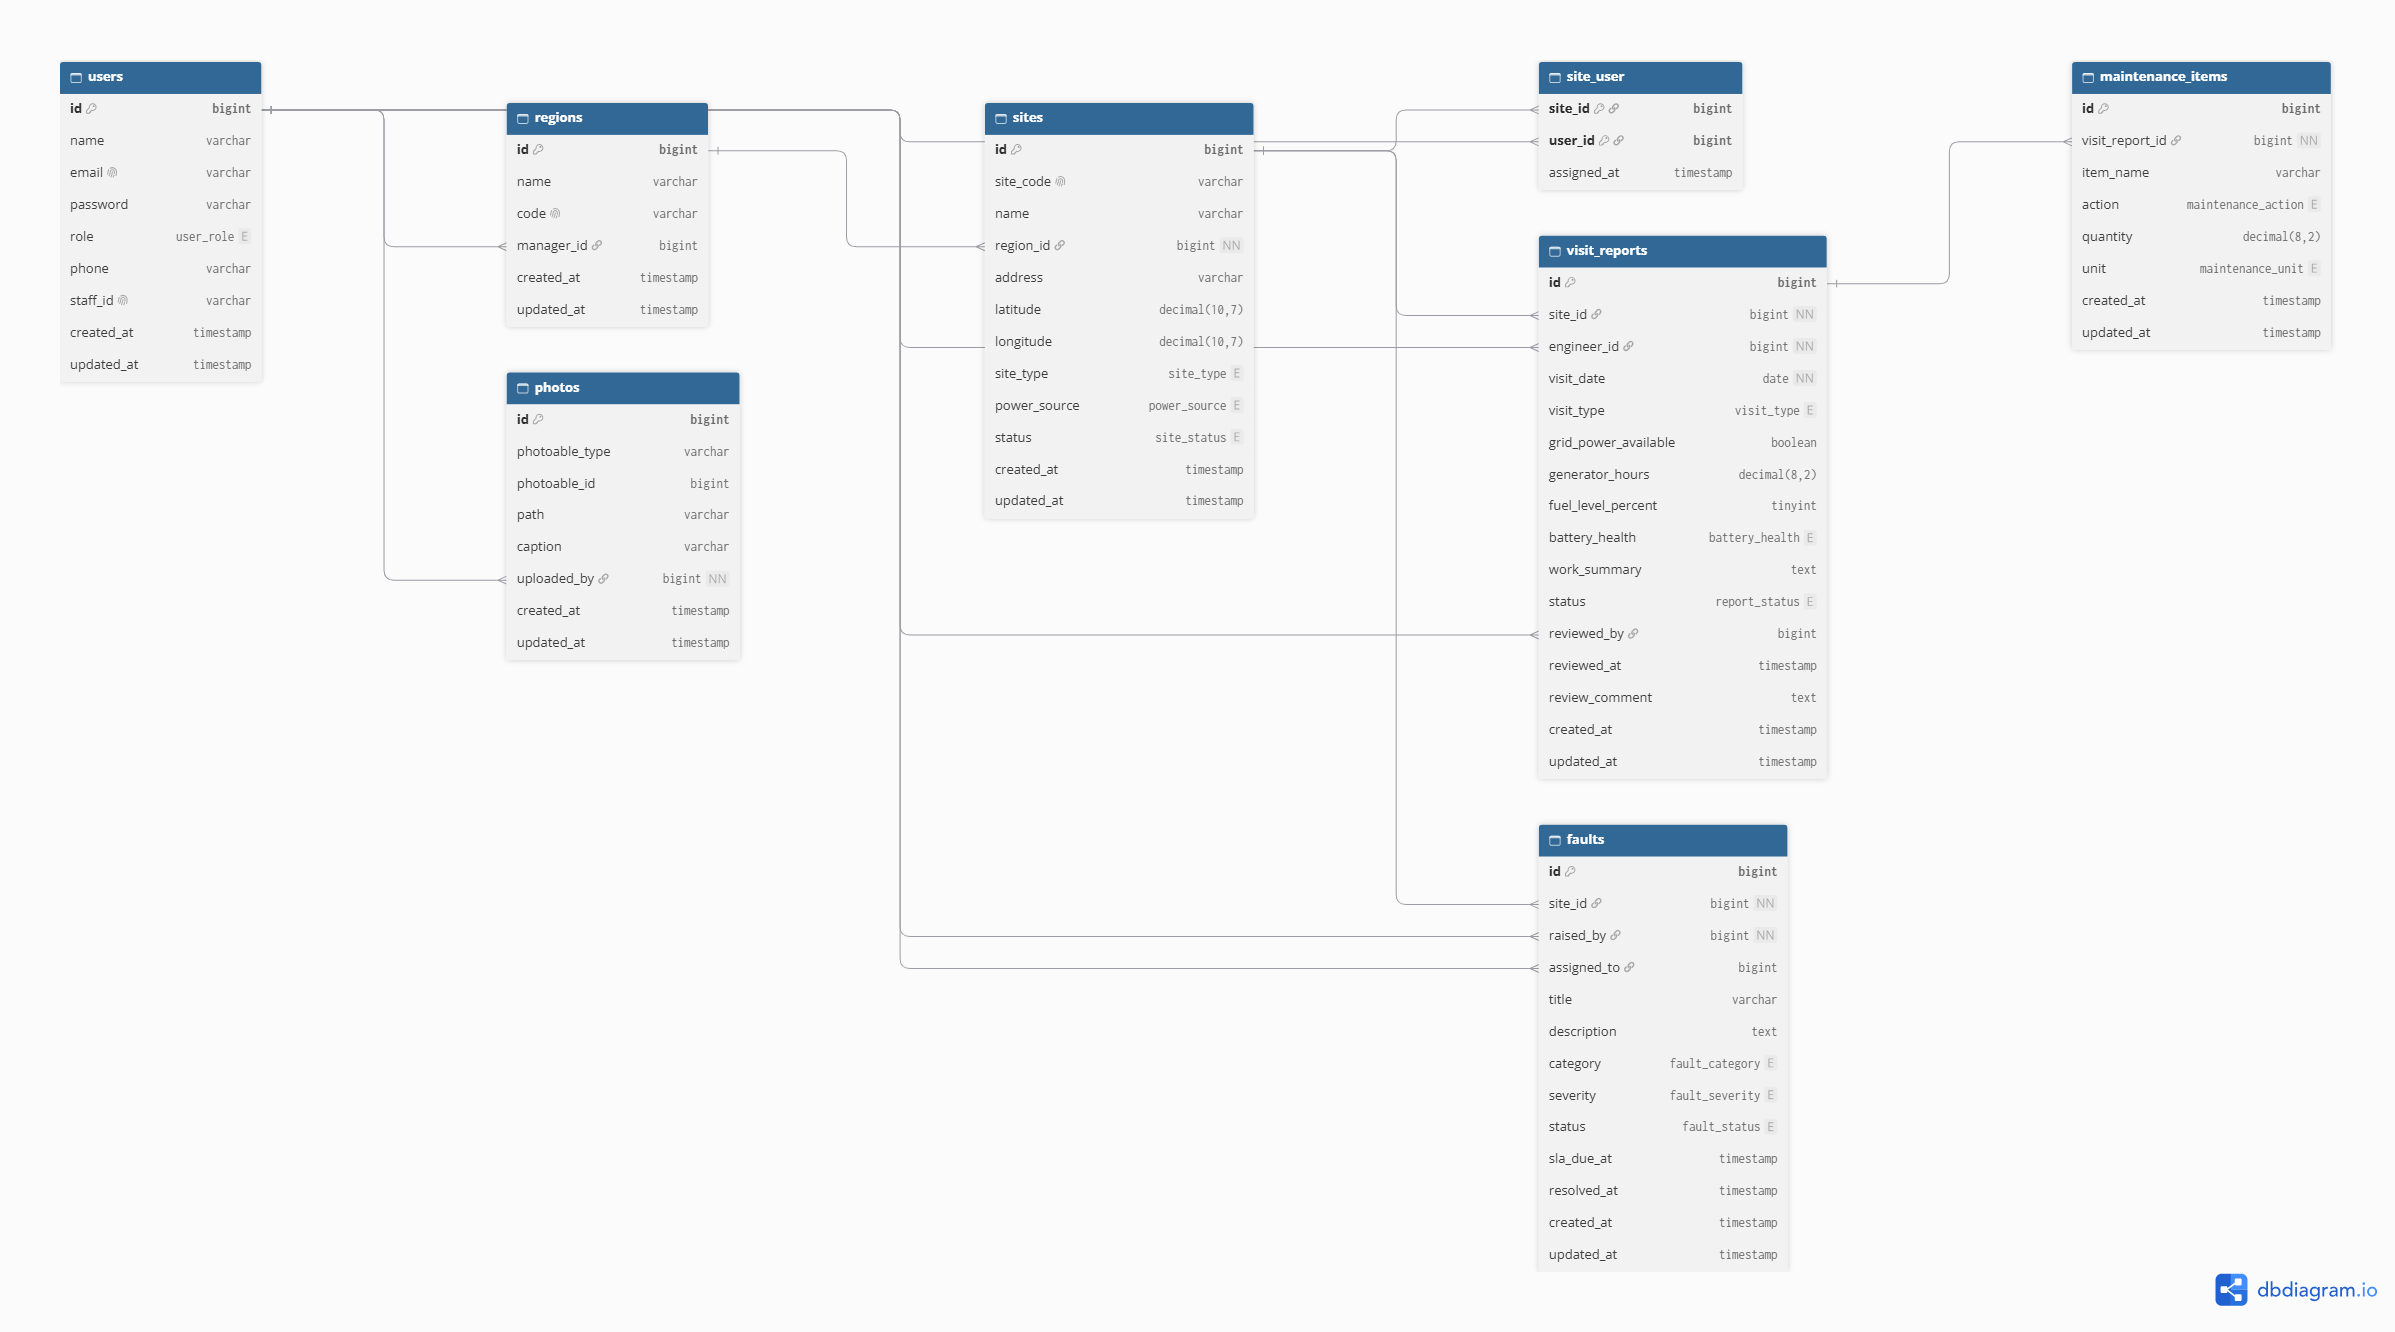 users
id bigint
name varchar
email varchar
password varchar
role user_role E
phone varchar
staff_id varchar
created_at timestamp
updated_at timestamp
regions
id bigint
name varchar
code varchar
manager_id bigint
created_at timestamp
updated_at timestamp
photos
id bigint
photoable_type varchar
photoable_id bigint
path varchar
caption varchar
uploaded_by bigint NN
created_at timestamp
updated_at timestamp
sites
id bigint
site_code varchar
name varchar
region_id bigint NN
address varchar
latitude decimal(10,7)
longitude decimal(10,7)
site_type site_type E
power_source power_source E
status site_status E
created_at timestamp
updated_at timestamp
site_user
site_id bigint
user_id bigint
assigned_at timestamp
visit_reports
id bigint
site_id bigint NN
engineer_id bigint NN
visit_date date NN
visit_type visit_type E
grid_power_available boolean
generator_hours decimal(8,2)
fuel_level_percent tinyint
battery_health battery_health E
work_summary text
status report_status E
reviewed_by bigint
reviewed_at timestamp
review_comment text
created_at timestamp
updated_at timestamp
faults
id bigint
site_id bigint NN
raised_by bigint NN
assigned_to bigint
title varchar
description text
category fault_category E
severity fault_severity E
status fault_status E
sla_due_at timestamp
resolved_at timestamp
created_at timestamp
updated_at timestamp
maintenance_items
id bigint
visit_report_id bigint NN
item_name varchar
action maintenance_action E
quantity decimal(8,2)
unit maintenance_unit E
created_at timestamp
updated_at timestamp
dbdiagram.io